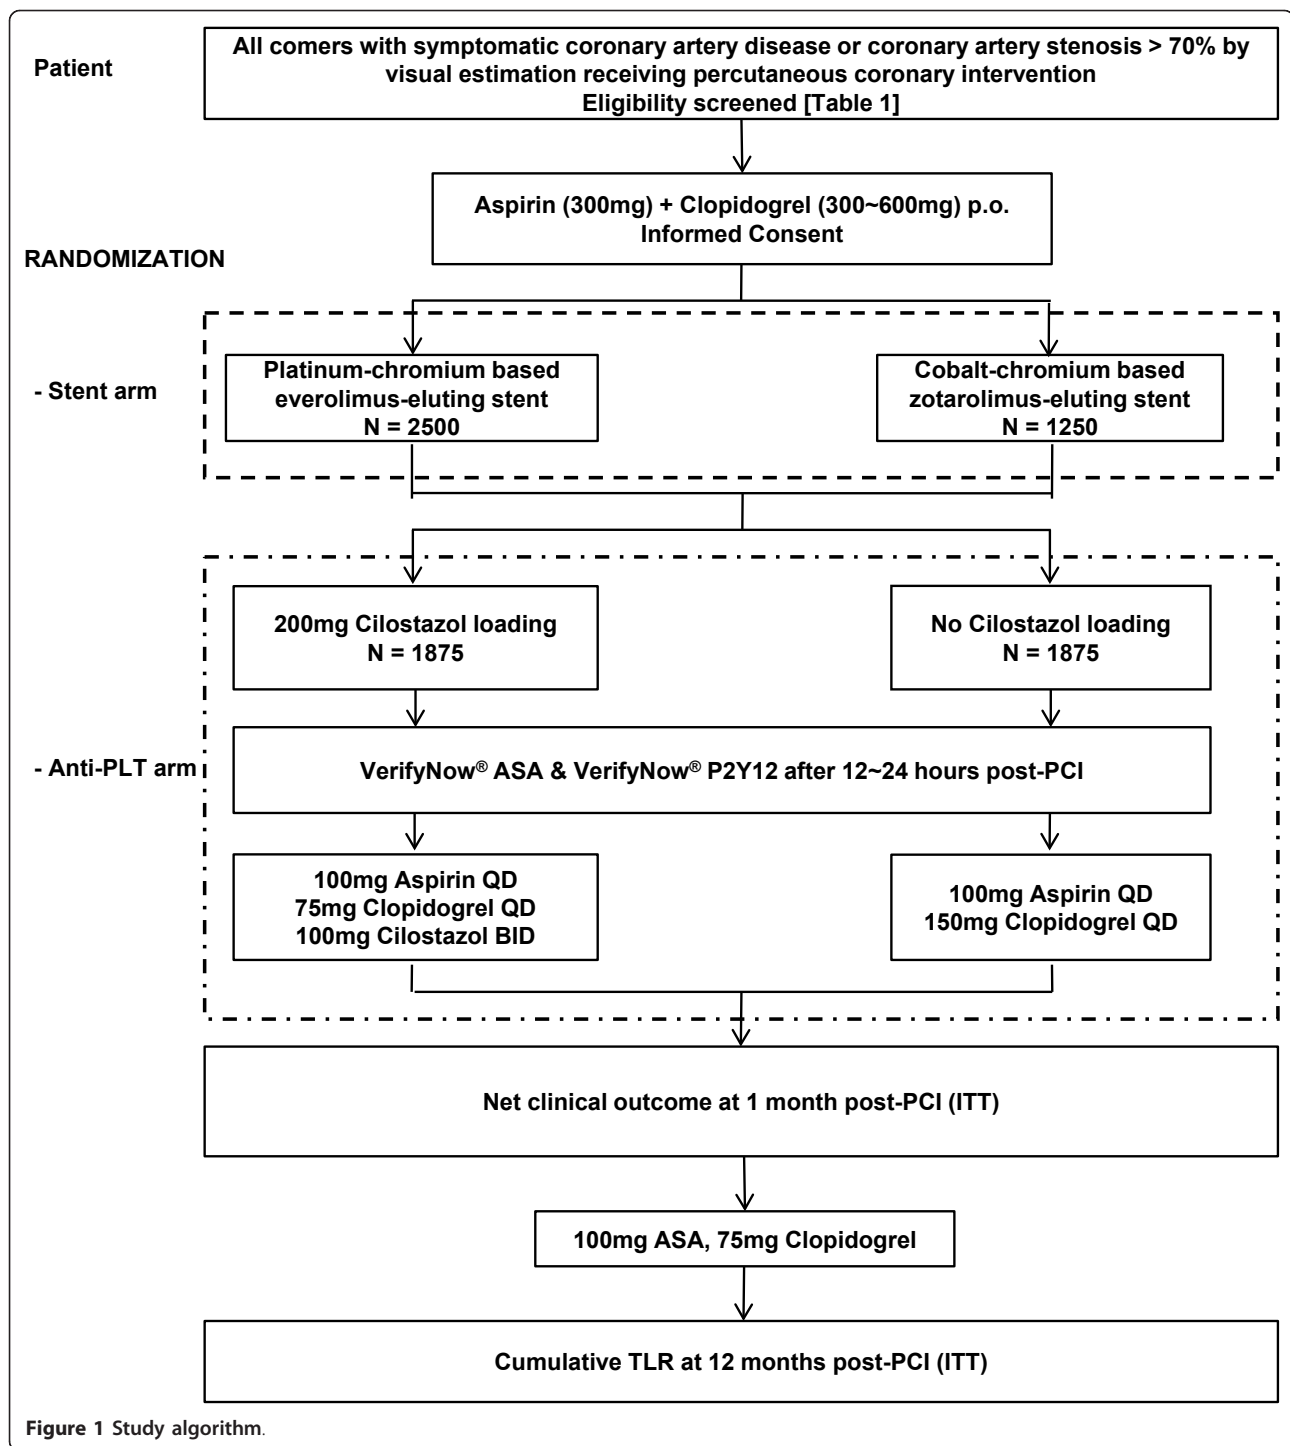 Patient
All comers with symptomatic coronary artery disease or coronary artery stenosis > 70% by
visual estimation receiving percutaneous coronary intervention
Eligibility screened [Table 1]
Aspirin (300mg) + Clopidogrel (300~600mg) p.o.
Informed Consent
RANDOMIZATION
- Stent arm
Platinum-chromium based
everolimus-eluting stent
N = 2500
Cobalt-chromium based
zotarolimus-eluting stent
N = 1250
200mg Cilostazol loading
N = 1875
No Cilostazol loading
N = 1875
- Anti-PLT arm
VerifyNow® ASA & VerifyNow® P2Y12 after 12~24 hours post-PCI
100mg Aspirin QD
75mg Clopidogrel QD
100mg Cilostazol BID
100mg Aspirin QD
150mg Clopidogrel QD
Net clinical outcome at 1 month post-PCI (ITT)
100mg ASA, 75mg Clopidogrel
Cumulative TLR at 12 months post-PCI (ITT)
Figure 1 Study algorithm.